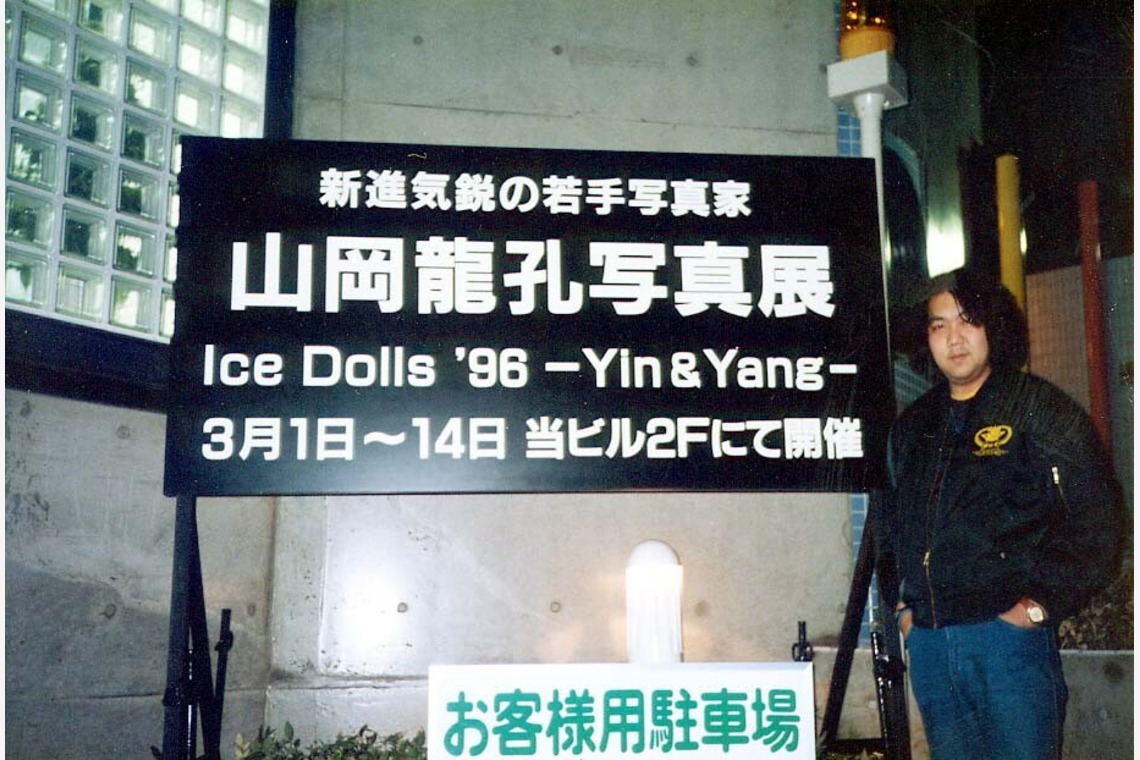 新進気鋭の若手写真家
山岡龍孔写真展
Ice Dolls ’96 －Yin＆Yang－
3月1日～14日 当ビル2Fにて開催
お客様用駐車場